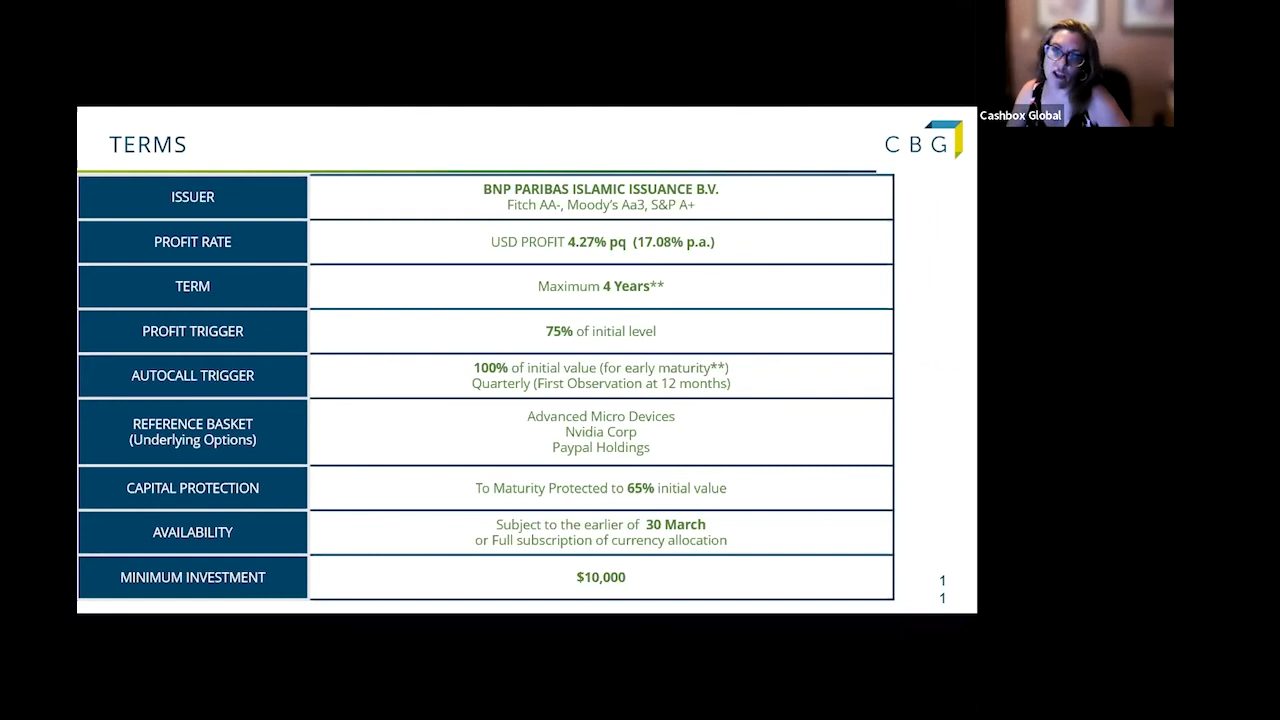 Cashbox Global
TERMS
CBG
ISSUER
BNP PARIBAS ISLAMIC ISSUANCE B.V.
Fitch AA-, Moody's Aa3, S&P A+
PROFIT RATE
USD PROFIT 4.27% pq (17.08% p.a.)
TERM
Maximum 4 Years**
PROFIT TRIGGER
75% of initial level
AUTOCALL TRIGGER
100% of initial value (for early maturity**)
Quarterly (First Observation at 12 months)
REFERENCE BASKET
(Underlying Options)
Advanced Micro Devices
Nvidia Corp
Paypal Holdings
CAPITAL PROTECTION
To Maturity Protected to 65% initial value
AVAILABILITY
Subject to the earlier of 30 March
or Full subscription of currency allocation
MINIMUM INVESTMENT
$10,000
1
1